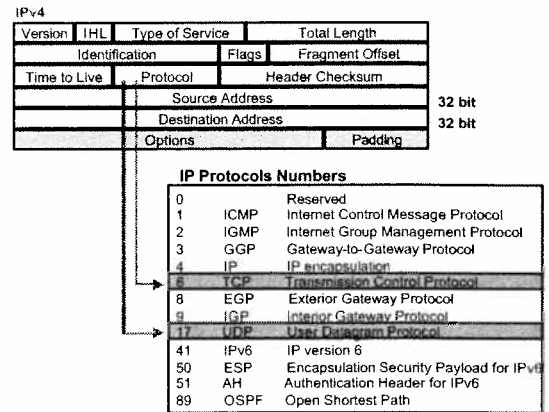 IPv4
Version IHL Type of Service Total Length
Identification Flags Fragment Offset
Time to Live Protocol Header Checksum
Source Address 32 bit
Destination Address 32 bit
Options Padding
IP Protocols Numbers
0 Reserved
1 ICMP Internet Control Message Protocol
2 IGMP Internet Group Management Protocol
3 GGP Gateway-to-Gateway Protocol
4 IP IP encapsulation
6 TCP Transmission Control Protocol
8 EGP Exterior Gateway Protocol
9 IGP Interior Gateway Protocol
17 UDP User Datagram Protocol
41 IPv6 IP version 6
50 ESP Encapsulation Security Payload for IPv6
51 AH Authentication Header for IPv6
89 OSPF Open Shortest Path